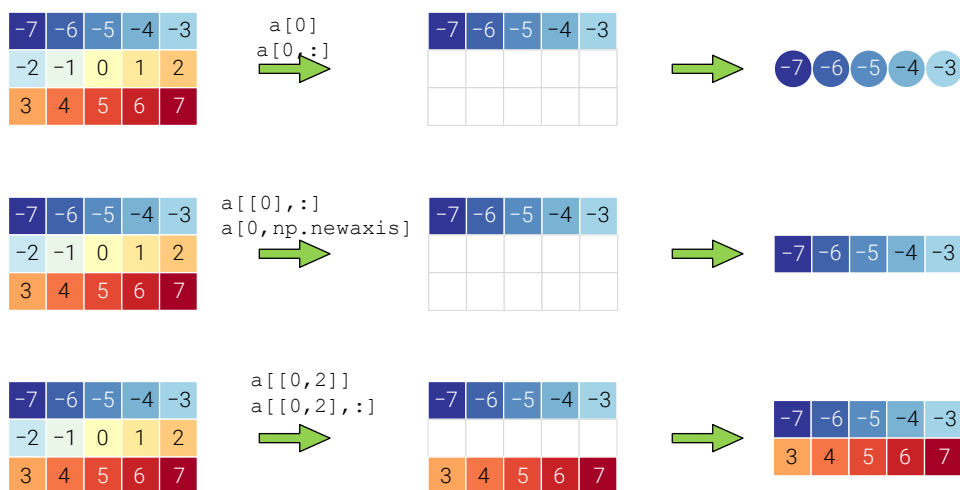 a[0]
a[0,:]
−7 −6 −5 −4 −3 −7 −6 −5 −4 −3 −7 −6 −5 −4 −3
−2 −1 0 1 2
3 4 5 6 7
a[[0],:]
a[0,np.newaxis]
−7 −6 −5 −4 −3 −7 −6 −5 −4 −3
−2 −1 0 1 2 −7 −6 −5 −4 −3
3 4 5 6 7
a[[0,2]]
a[[0,2],:]
−7 −6 −5 −4 −3 −7 −6 −5 −4 −3 −7 −6 −5 −4 −3
−2 −1 0 1 2
3 4 5 6 7 3 4 5 6 7 3 4 5 6 7